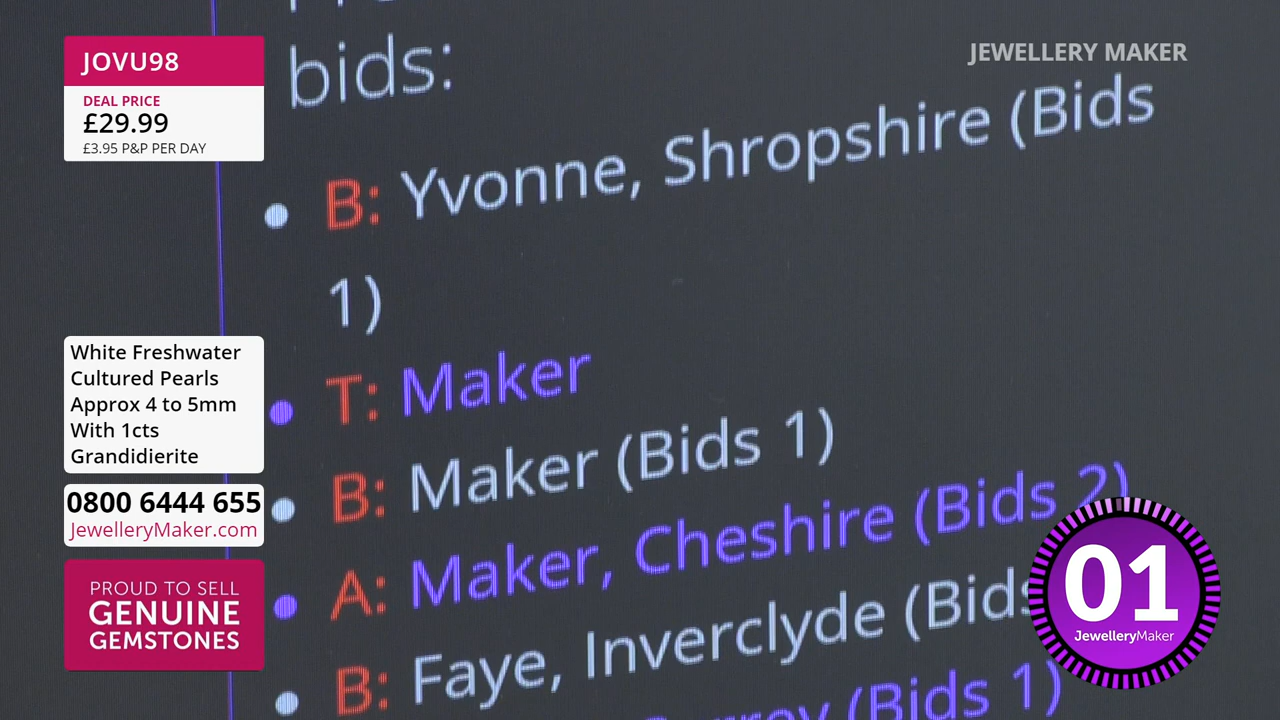 JOVU98
DEAL PRICE
£29.99
£3.95 P&P PER DAY
JEWELLERY MAKER
bids:
B: Yvonne, Shropshire (Bids
1)
T: Maker
B: Maker (Bids 1)
A: Maker, Cheshire (Bids 2)
B: Faye, Inverclyde (Bids
(Bids 1)
White Freshwater
Cultured Pearls
Approx 4 to 5mm
With 1cts
Grandidierite
0800 6444 655
JewelleryMaker.com
PROUD TO SELL
GENUINE
GEMSTONES
01
JewelleryMaker